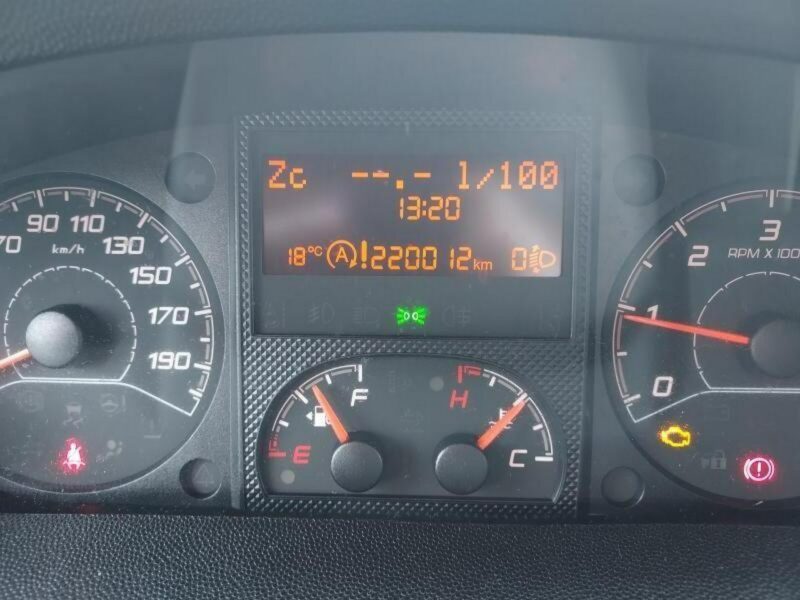 Zc --.- l/100
13:20
18°C A ! 220012 km 0
70 90 110 130 150 170 190
km/h
0 1 2 3
RPM X 100
F
E
H
C